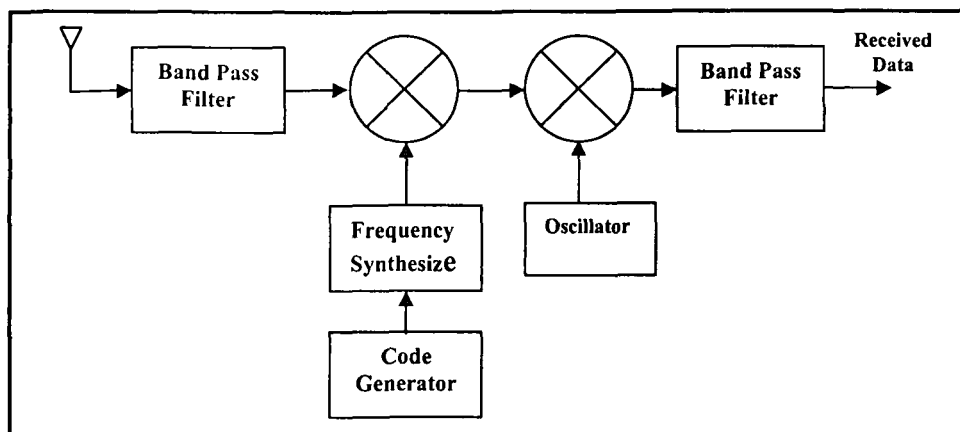 Received
Data
Band Pass
Filter
Band Pass
Filter
Frequency
Synthesize
Oscillator
Code
Generator